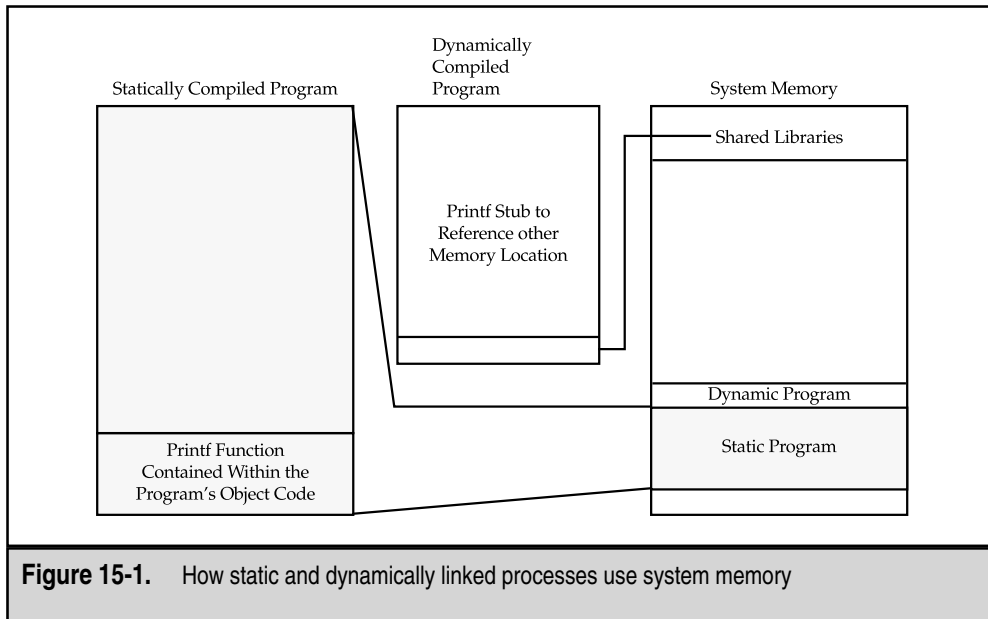 Statically Compiled Program
Printf Function
Contained Within the
Program's Object Code
Dynamically
Compiled
Program
Printf Stub to
Reference other
Memory Location
System Memory
Shared Libraries
Dynamic Program
Static Program
Figure 15-1. How static and dynamically linked processes use system memory